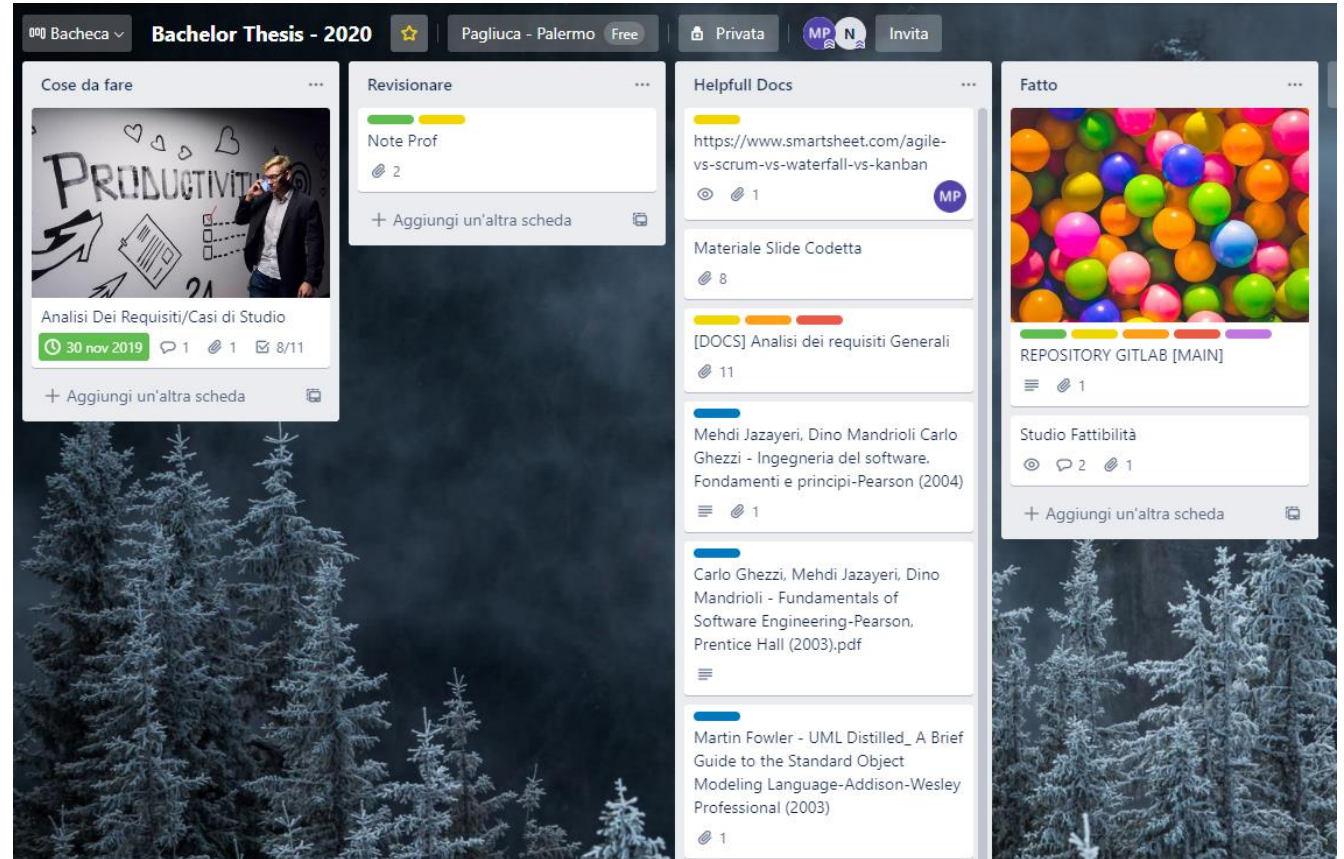 Bacheca
Bachelor Thesis - 2020
Pagliuca - Palermo Free
Privata
MP N
Invita
Cose da fare
PRODUCTIVITY
24
Analisi Dei Requisiti/Casi di Studio
30 nov 2019 1 1 8/11
+ Aggiungi un'altra scheda
Revisionare
Note Prof
2
+ Aggiungi un'altra scheda
Helpfull Docs
https://www.smartsheet.com/agile-
vs-scrum-vs-waterfall-vs-kanban
1
MP
Materiale Slide Codetta
8
[DOCS] Analisi dei requisiti Generali
11
Mehdi Jazayeri, Dino Mandrioli Carlo
Ghezzi - Ingegneria del software.
Fondamenti e principi-Pearson (2004)
1
Carlo Ghezzi, Mehdi Jazayeri, Dino
Mandrioli - Fundamentals of
Software Engineering-Pearson,
Prentice Hall (2003).pdf
Martin Fowler - UML Distilled_ A Brief
Guide to the Standard Object
Modeling Language-Addison-Wesley
Professional (2003)
1
Fatto
REPOSITORY GITLAB [MAIN]
1
Studio Fattibilità
2 1
+ Aggiungi un'altra scheda